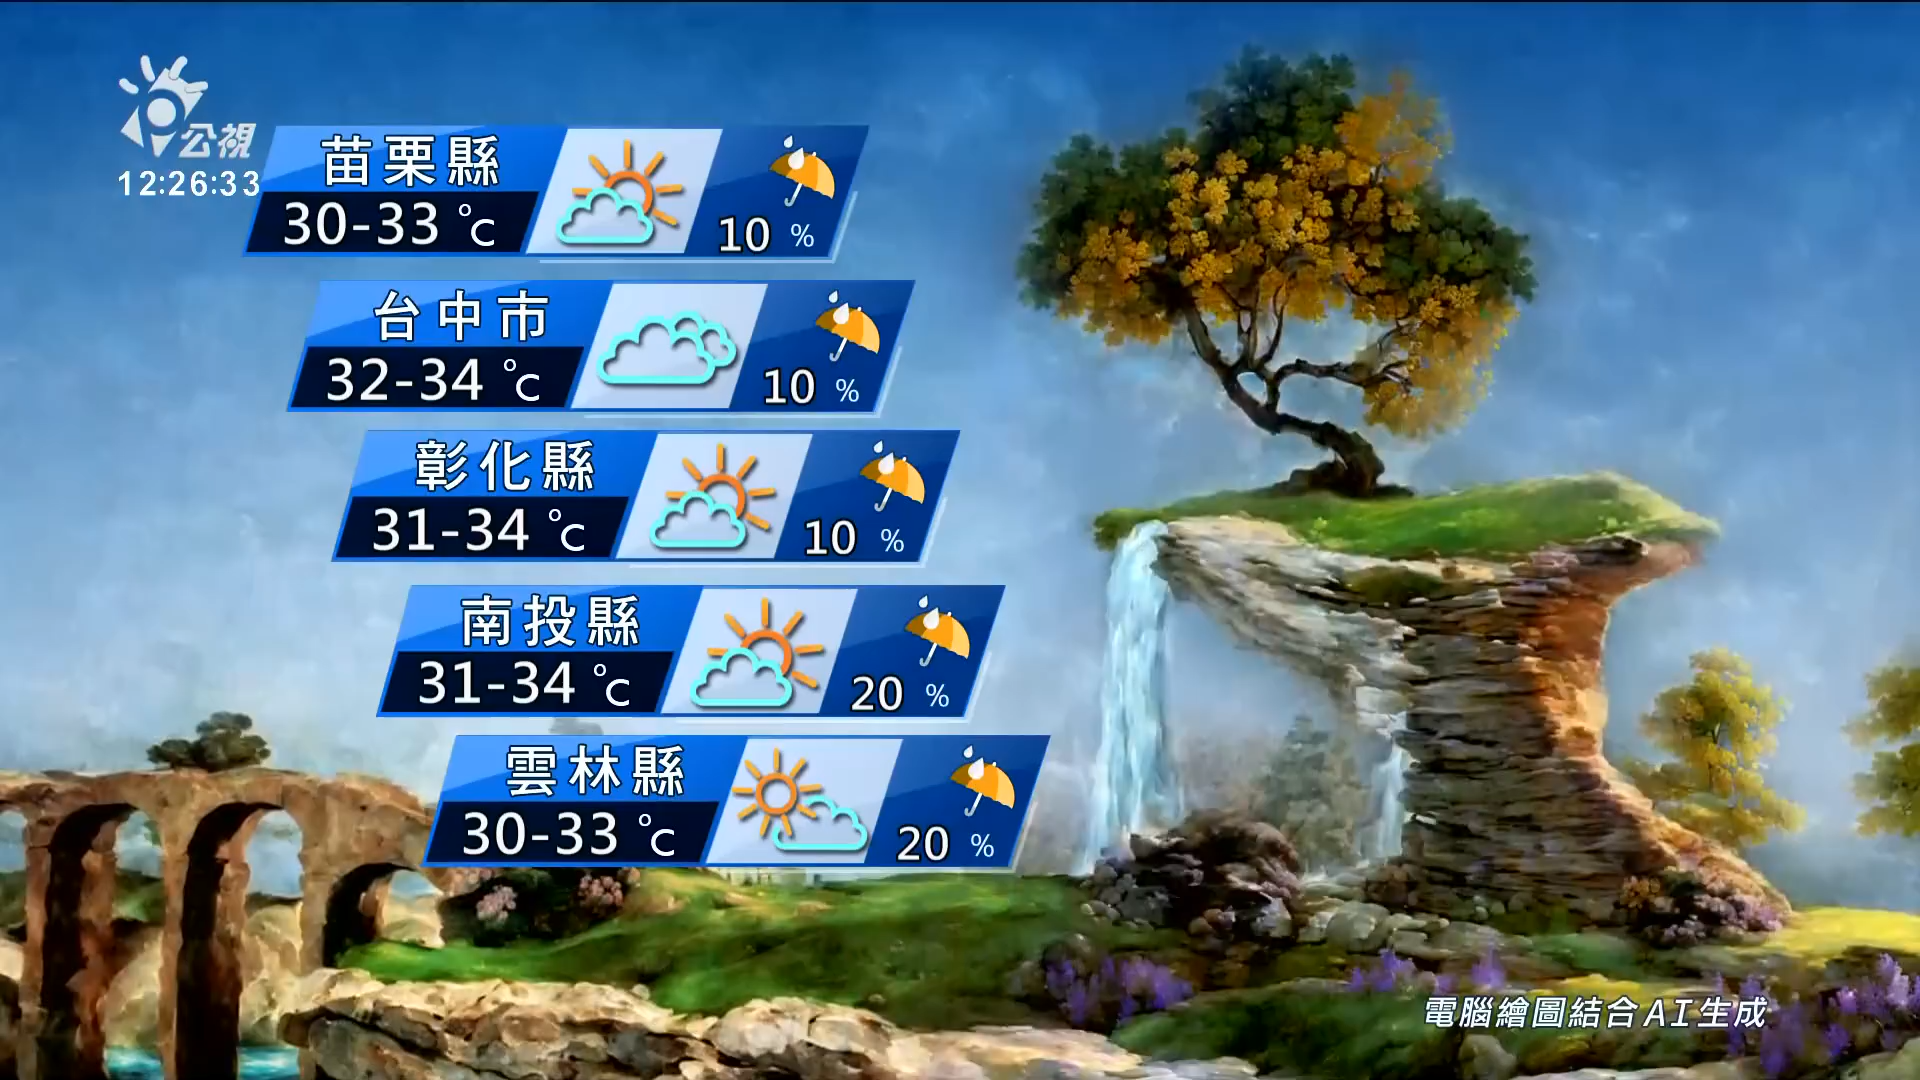 公視
12:26:33
苗栗縣
30-33 ℃
10 %
台中市
32-34 ℃
10 %
彰化縣
31-34 ℃
10 %
南投縣
31-34 ℃
20 %
雲林縣
30-33 ℃
20 %
電腦繪圖結合AI生成